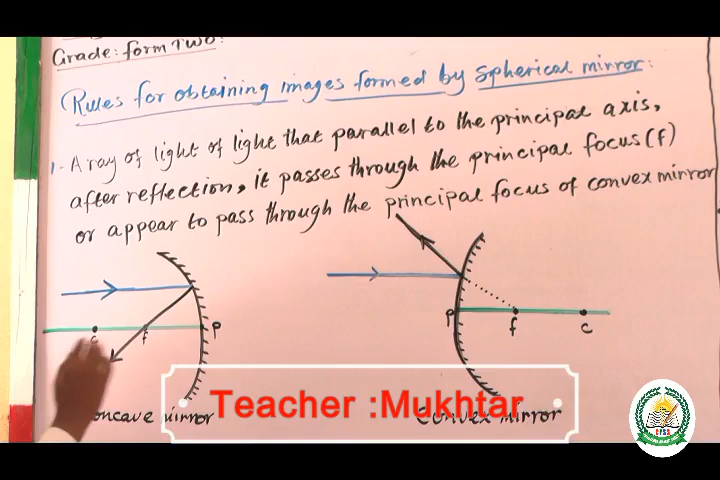 Grade: form Two:
Rules for obtaining images formed by spherical mirror:
1- A ray of light of light that parallel to the principal axis,
after reflection, it passes through the principal focus (f)
or appear to pass through the principal focus of convex mirror
P
f
c
P
f
c
concave mirror
Convex mirror
Teacher :Mukhtar